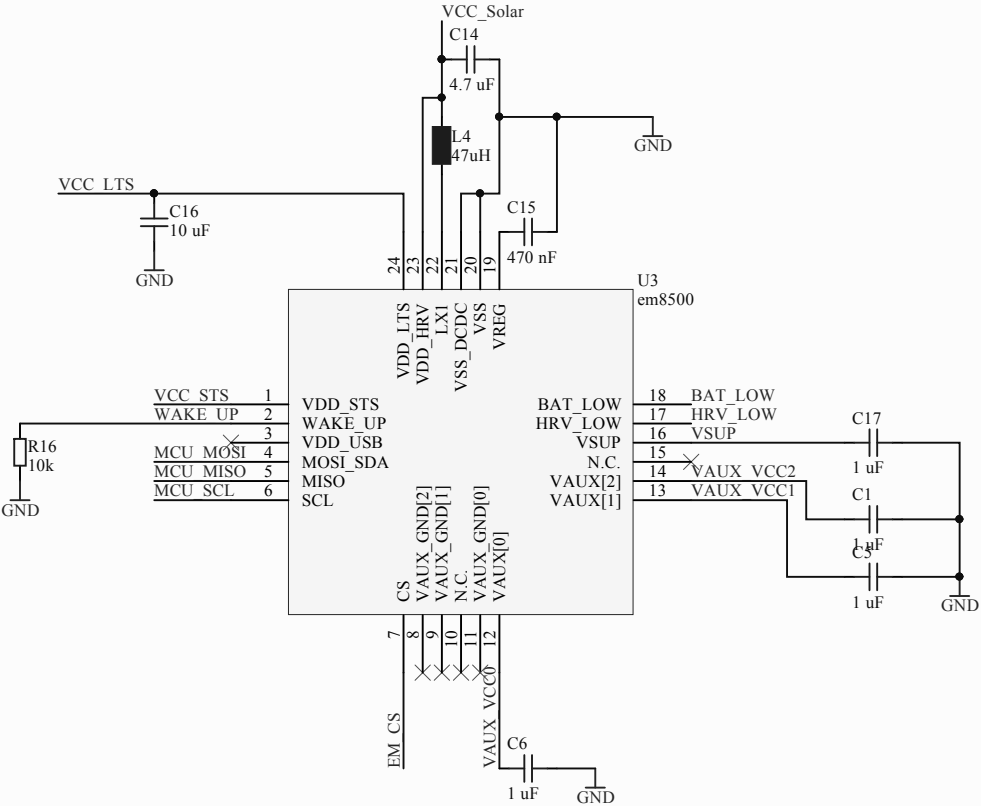 VCC_Solar
C14
4.7 uF
L4
47uH
GND
VCC_LTS
C16
10 uF
GND
C15
470 nF
24
23
22
21
20
19
U3
em8500
VDD_LTS
VDD_HRV
LX1
VSS_DCDC
VSS
VREG
VCC_STS 1 VDD_STS
WAKE_UP 2 WAKE_UP
3 VDD_USB
MCU_MOSI 4 MOSI_SDA
MCU_MISO 5 MISO
MCU_SCL 6 SCL
R16
10k
GND
BAT_LOW 18 BAT_LOW
HRV_LOW 17 HRV_LOW
VSUP 16 VSUP
N.C. 15
VAUX[2] 14 VAUX_VCC2
VAUX[1] 13 VAUX_VCC1
C17
1 uF
C1
1 uF
C5
1 uF
GND
CS
VAUX_GND[2]
VAUX_GND[1]
N.C.
VAUX_GND[0]
VAUX[0]
7
8
9
10
11
12
EM_CS
VAUX_VCC0
C6
1 uF
GND